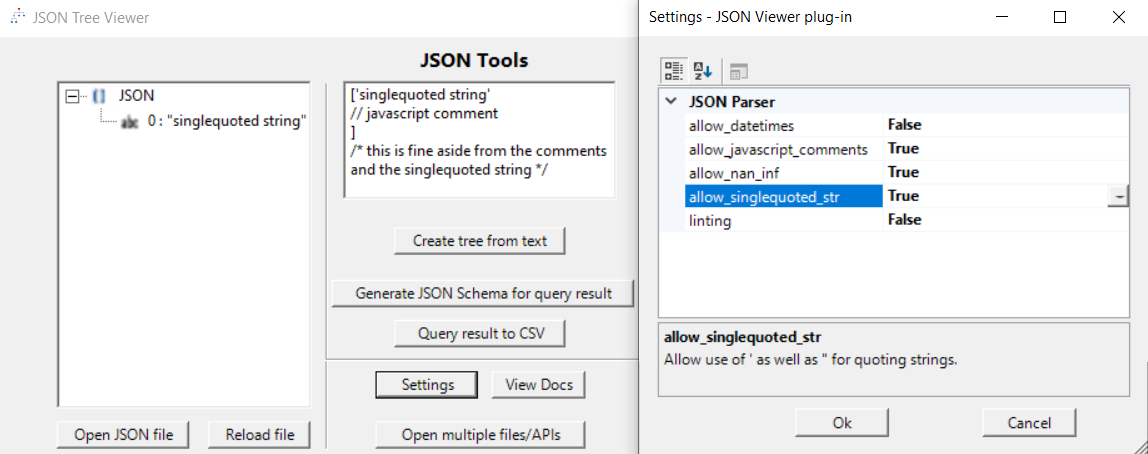 JSON Tree Viewer
JSON
0 : "singlequoted string"
Open JSON file
Reload file
JSON Tools
['singlequoted string'
// javascript comment
]
/* this is fine aside from the comments
and the singlequoted string */
Create tree from text
Generate JSON Schema for query result
Query result to CSV
Settings
View Docs
Open multiple files/APIs
Settings - JSON Viewer plug-in
JSON Parser
allow_datetimes False
allow_javascript_comments True
allow_nan_inf True
allow_singlequoted_str True
linting False
allow_singlequoted_str
Allow use of ' as well as " for quoting strings.
Ok
Cancel